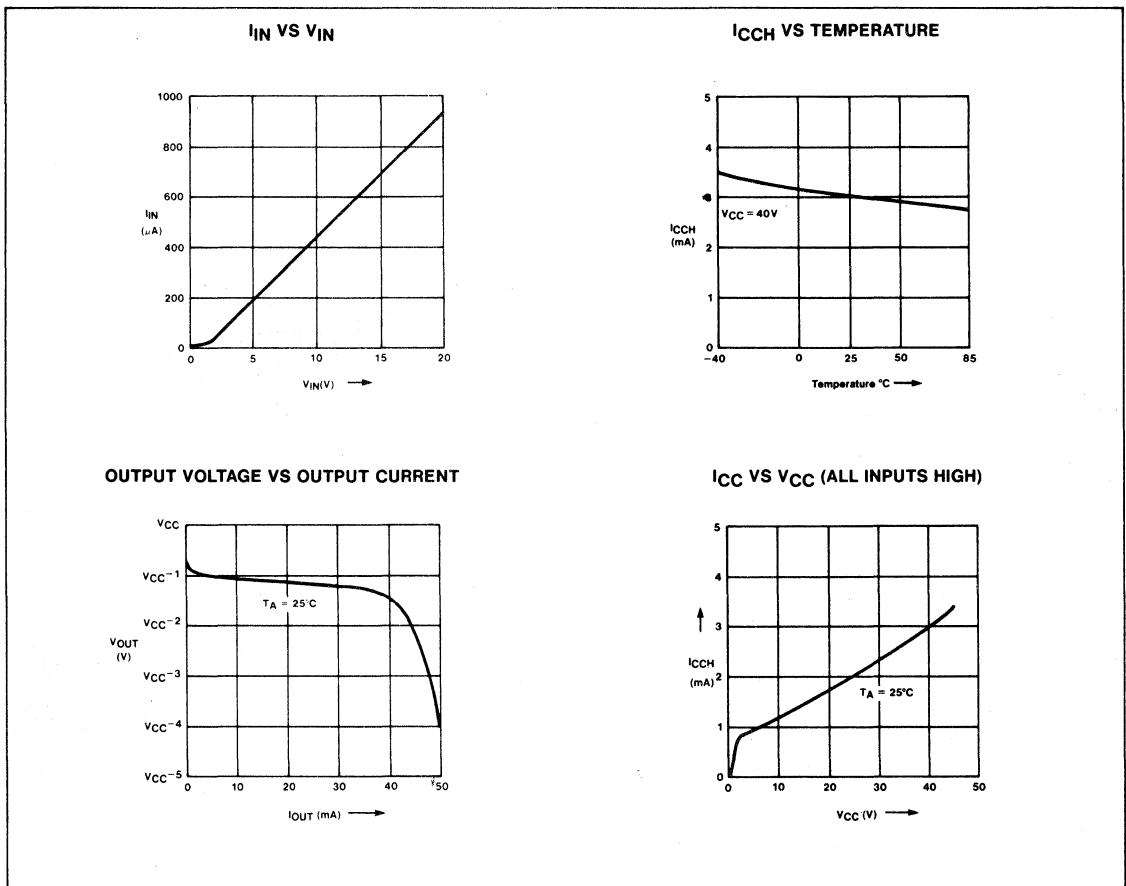 IIN VS VIN
1000
800
600
IIN
(μA)
400
200
0
0 5 10 15 20
VIN(V)
ICCH VS TEMPERATURE
5
4
VCC = 40V
ICCH
(mA)
2
1
0
−40 0 25 50 85
Temperature °C
OUTPUT VOLTAGE VS OUTPUT CURRENT
VCC
VCC−1
TA = 25°C
VCC−2
VOUT
(V)
VCC−3
VCC−4
VCC−5
0 10 20 30 40 50
IOUT (mA)
ICC VS VCC (ALL INPUTS HIGH)
5
4
3
ICCH
(mA) 2
TA = 25°C
1
0
0 10 20 30 40 50
VCC (V)